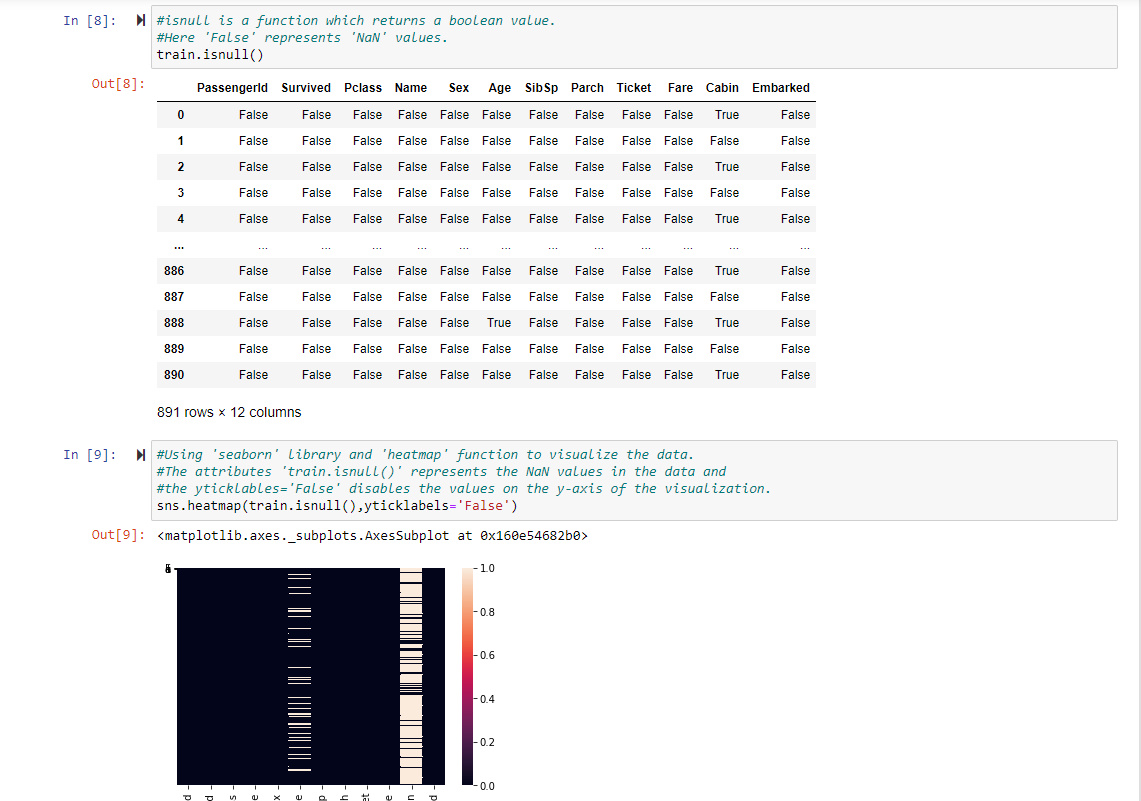 In [8]:
#isnull is a function which returns a boolean value.
#Here 'False' represents 'NaN' values.
train.isnull()
Out[8]:
PassengerId Survived Pclass Name Sex Age SibSp Parch Ticket Fare Cabin Embarked
0 False False False False False False False False False False True False
1 False False False False False False False False False False False False
2 False False False False False False False False False False True False
3 False False False False False False False False False False False False
4 False False False False False False False False False False True False
... ... ... ... ... ... ... ... ... ... ... ... ...
886 False False False False False False False False False False True False
887 False False False False False False False False False False False False
888 False False False False False True False False False False True False
889 False False False False False False False False False False False False
890 False False False False False False False False False False True False
891 rows × 12 columns
In [9]:
#Using 'seaborn' library and 'heatmap' function to visualize the data.
#The attributes 'train.isnull()' represents the NaN values in the data and
#the yticklables='False' disables the values on the y-axis of the visualization.
sns.heatmap(train.isnull(),yticklabels='False')
Out[9]: <matplotlib.axes._subplots.AxesSubplot at 0x160e54682b0>
1.0
0.8
0.6
0.4
0.2
0.0